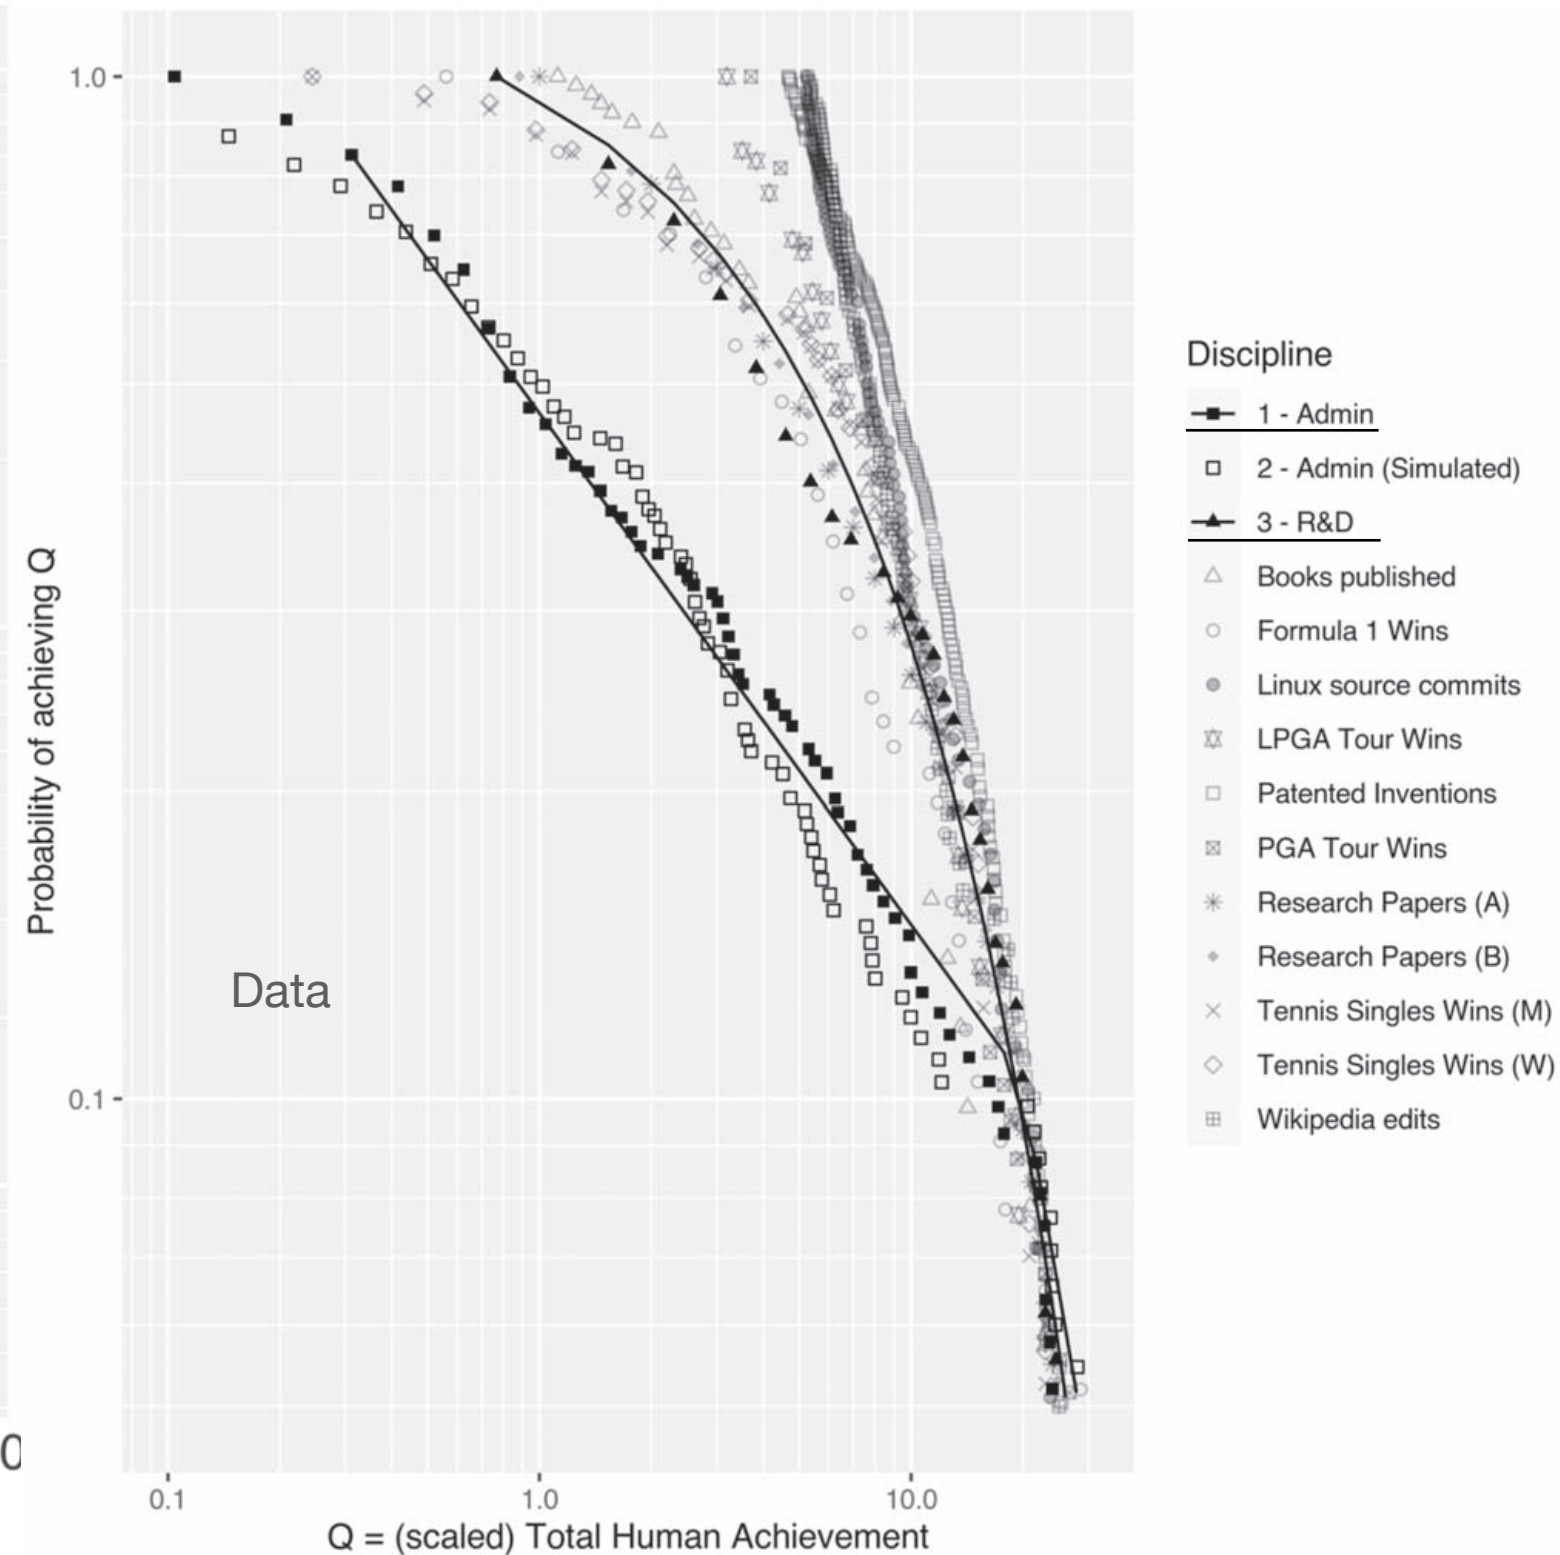 1.0
0.1
Probability of achieving Q
Data
0
0.1
1.0
10.0
Q = (scaled) Total Human Achievement
Discipline
1 - Admin
2 - Admin (Simulated)
3 - R&D
Books published
Formula 1 Wins
Linux source commits
LPGA Tour Wins
Patented Inventions
PGA Tour Wins
Research Papers (A)
Research Papers (B)
Tennis Singles Wins (M)
Tennis Singles Wins (W)
Wikipedia edits